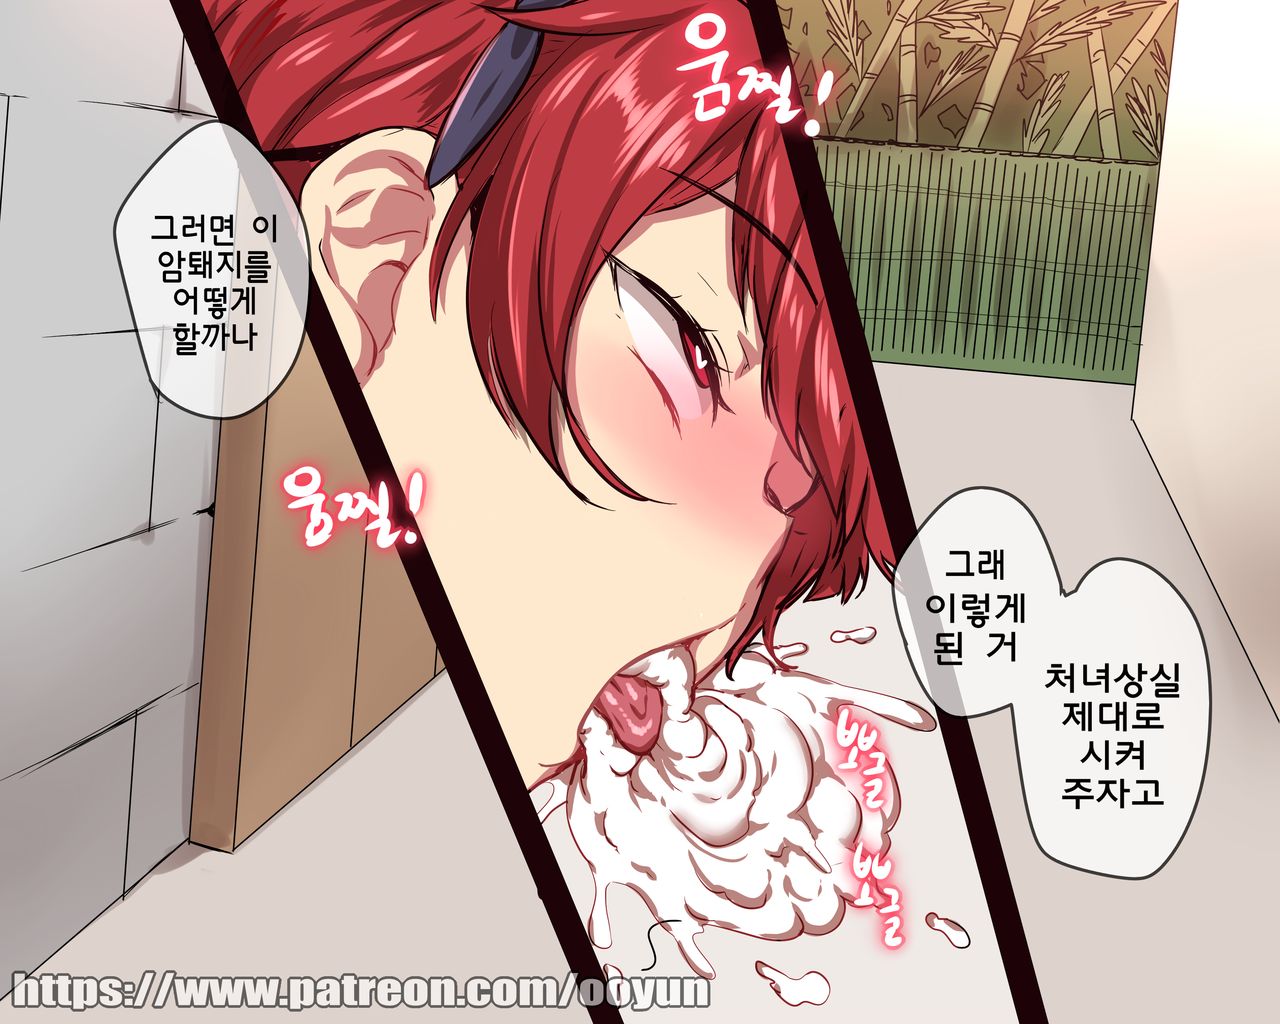 그러면 이
암퇘지를
어떻게
할까나
움찔!
움찔!
그래
이렇게
된 거
처녀상실
제대로
시켜
주자고
뽀글
뽀글
https://www.patreon.com/ooyun